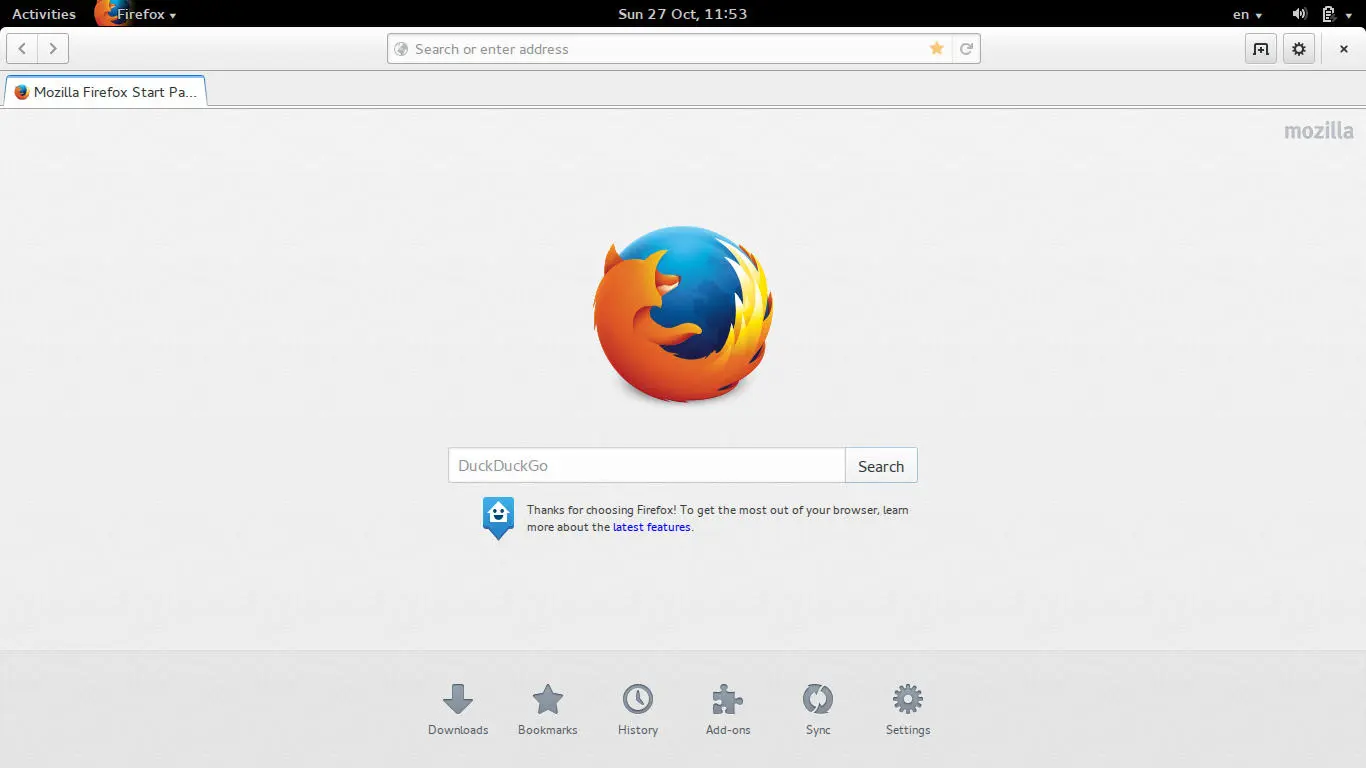 Activities Firefox Sun 27 Oct, 11:53 en
Search or enter address
Mozilla Firefox Start Pa...
mozilla
DuckDuckGo Search
Thanks for choosing Firefox! To get the most out of your browser, learn
more about the latest features.
Downloads Bookmarks History Add-ons Sync Settings